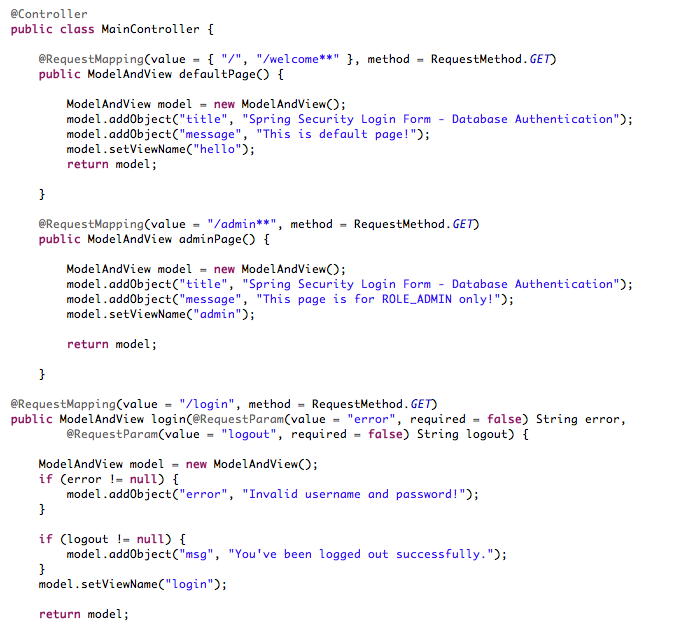 @Controller
public class MainController {
@RequestMapping(value = { "/", "/welcome**" }, method = RequestMethod.GET)
public ModelAndView defaultPage() {
ModelAndView model = new ModelAndView();
model.addObject("title", "Spring Security Login Form - Database Authentication");
model.addObject("message", "This is default page!");
model.setViewName("hello");
return model;
}
@RequestMapping(value = "/admin**", method = RequestMethod.GET)
public ModelAndView adminPage() {
ModelAndView model = new ModelAndView();
model.addObject("title", "Spring Security Login Form - Database Authentication");
model.addObject("message", "This page is for ROLE_ADMIN only!");
model.setViewName("admin");
return model;
}
@RequestMapping(value = "/login", method = RequestMethod.GET)
public ModelAndView login(@RequestParam(value = "error", required = false) String error,
@RequestParam(value = "logout", required = false) String logout) {
ModelAndView model = new ModelAndView();
if (error != null) {
model.addObject("error", "Invalid username and password!");
}
if (logout != null) {
model.addObject("msg", "You've been logged out successfully.");
}
model.setViewName("login");
return model;